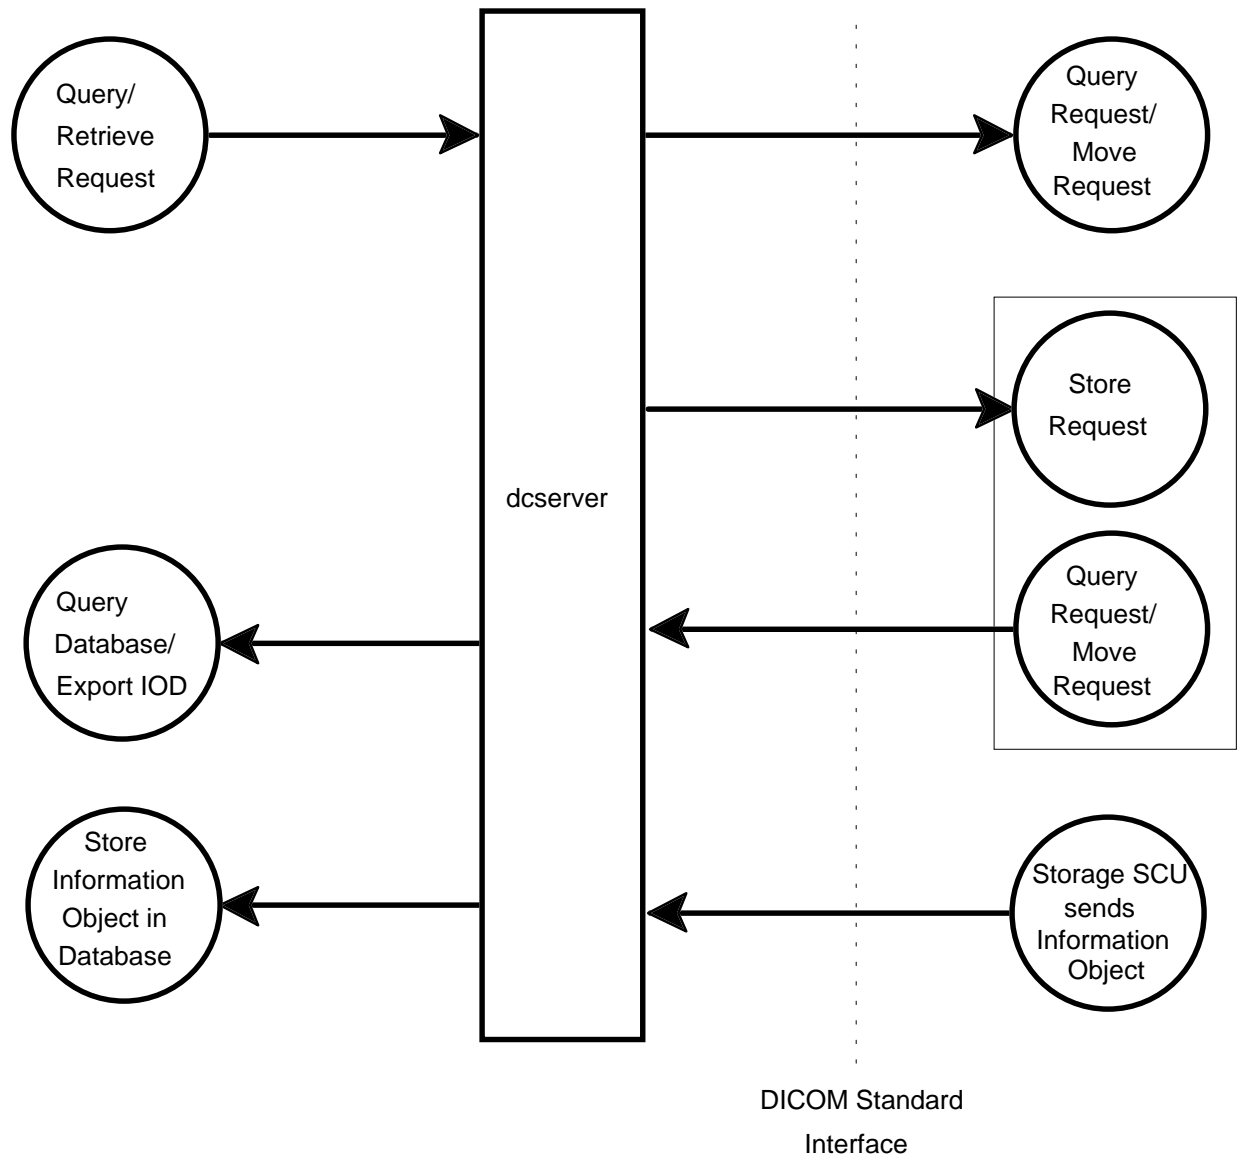 Query/
Retrieve
Request
Query
Request/
Move
Request
Store
Request
dcserver
Query
Database/
Export IOD
Query
Request/
Move
Request
Store
Information
Object in
Database
Storage SCU
sends
Information
Object
DICOM Standard
Interface